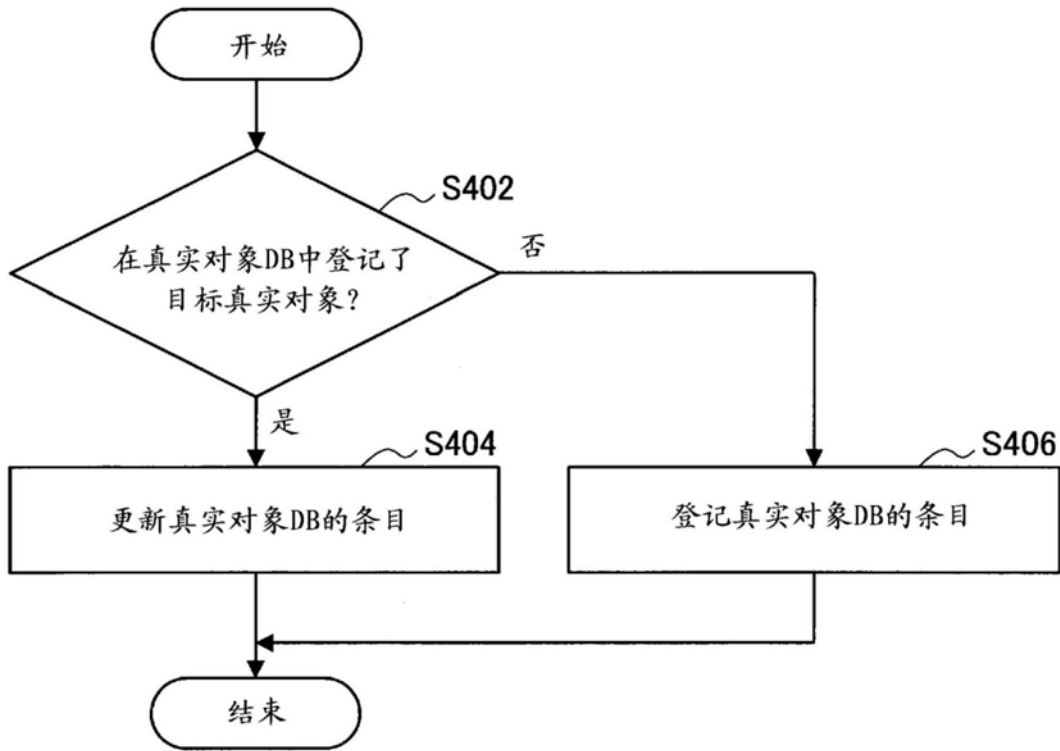 开始
S402
在真实对象DB中登记了
目标真实对象?
否
是
S404
更新真实对象DB的条目
S406
登记真实对象DB的条目
结束